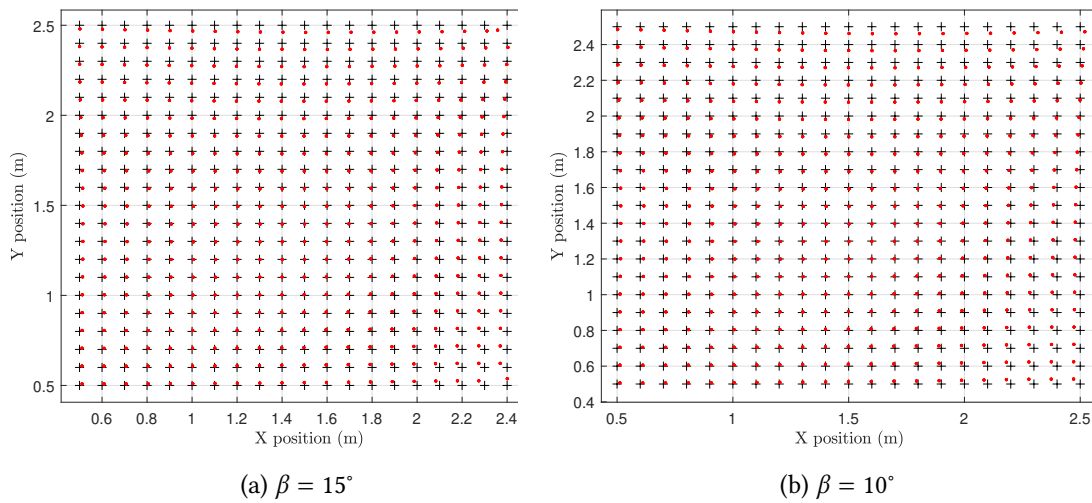 2.5
2
1.5
1
0.5
Y position (m)
0.6 0.8 1 1.2 1.4 1.6 1.8 2 2.2 2.4
X position (m)
(a) β = 15°
2.4
2.2
2
1.8
1.6
1.4
1.2
1
0.8
0.6
0.4
Y position (m)
0.5 1 1.5 2 2.5
X position (m)
(b) β = 10°